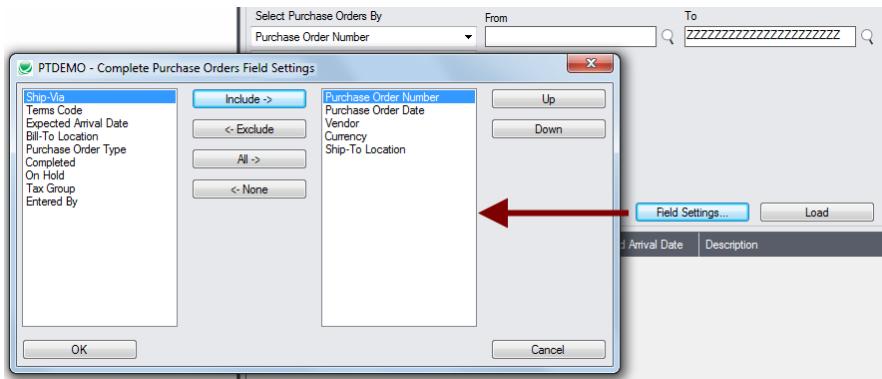 Select Purchase Orders By
From
To
Purchase Order Number
ZZZZZZZZZZZZZZZZZZZZZZ
PTDEMO - Complete Purchase Orders Field Settings
x
Ship-Via
Terms Code
Expected Arrival Date
Bill-To Location
Purchase Order Type
Completed
On Hold
Tax Group
Entered By
Include ->
<- Exclude
All ->
<- None
Purchase Order Number
Purchase Order Date
Vendor
Currency
Ship-To Location
Up
Down
OK
Cancel
Field Settings...
Load
d Arrival Date
Description